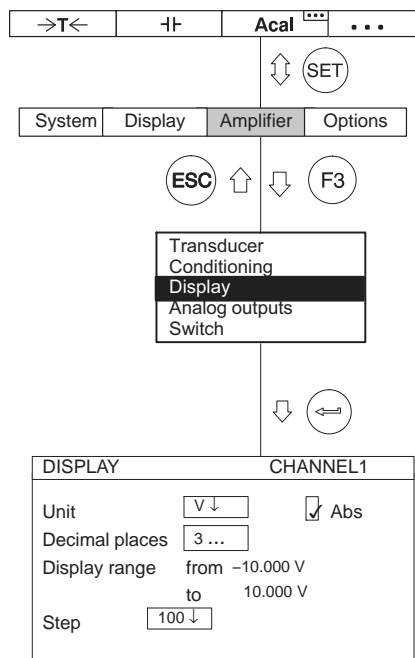 →T← ⊣⊢ Acal ... ...
SET
System Display Amplifier Options
ESC F3
Transducer
Conditioning
Display
Analog outputs
Switch
DISPLAY CHANNEL1
Unit V ↓ ✓ Abs
Decimal places 3 ...
Display range from −10.000 V
to 10.000 V
Step 100 ↓